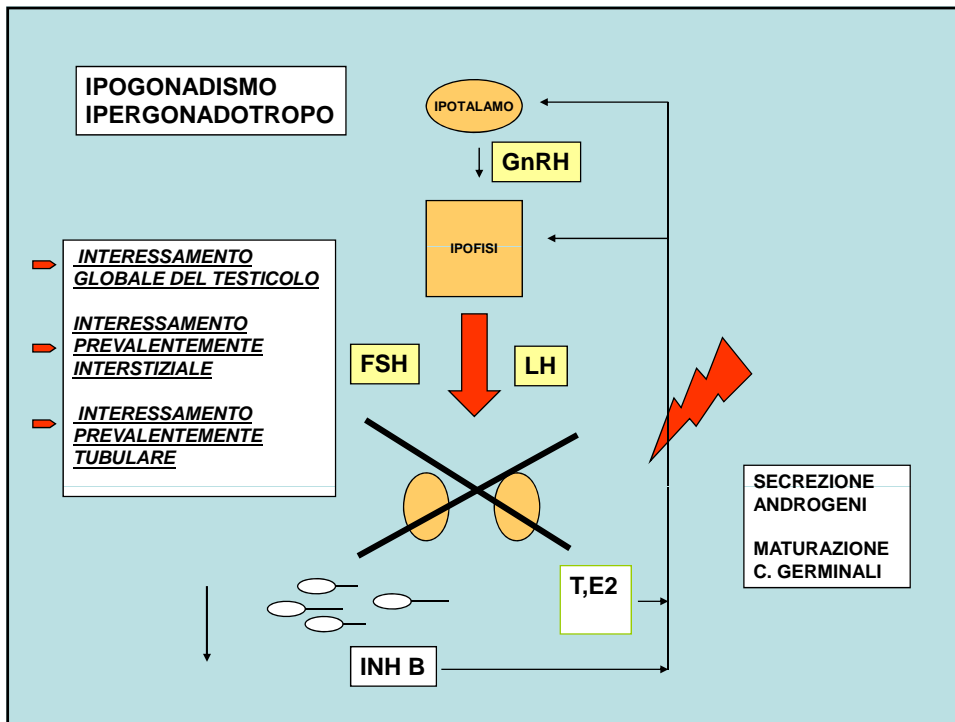 IPOGONADISMO
IPERGONADOTROPO
IPOTALAMO
GnRH
IPOFISI
INTERESSAMENTO
GLOBALE DEL TESTICOLO
INTERESSAMENTO
PREVALENTEMENTE
INTERSTIZIALE
INTERESSAMENTO
PREVALENTEMENTE
TUBULARE
FSH
LH
SECREZIONE
ANDROGENI
MATURAZIONE
C. GERMINALI
T,E2
INH B